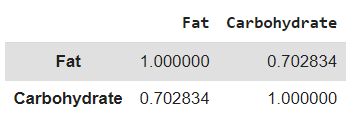 Fat Carbohydrate
Fat 1.000000 0.702834
Carbohydrate 0.702834 1.000000